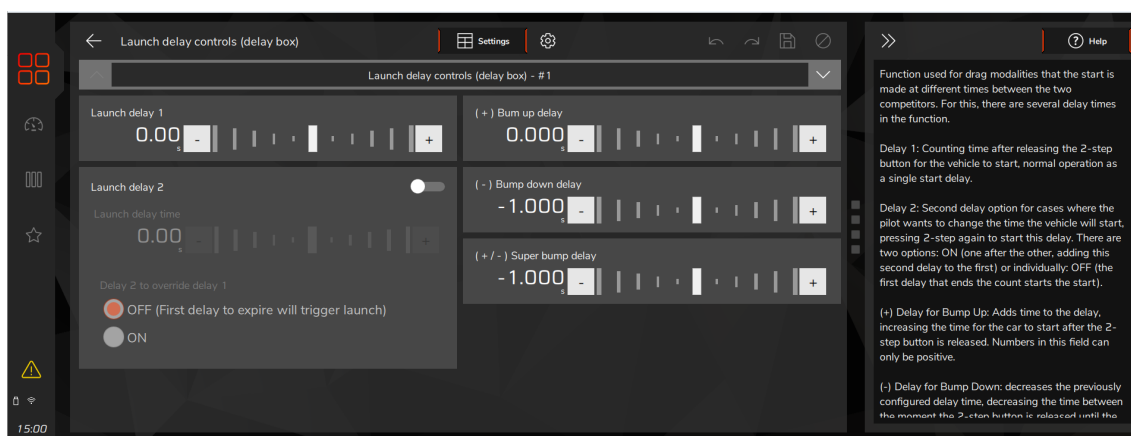 Launch delay controls (delay box)
Settings
Help
Launch delay controls (delay box) - #1
Launch delay 1
0.00 s
-
+
Launch delay 2
Launch delay time
0.00 s
-
+
Delay 2 to override delay 1
OFF (First delay to expire will trigger launch)
ON
( + ) Bum up delay
0.000 s
-
+
( - ) Bump down delay
-1.000 s
-
+
( + / - ) Super bump delay
-1.000 s
-
+
Function used for drag modalities that the start is
made at different times between the two
competitors. For this, there are several delay times
in the function.
Delay 1: Counting time after releasing the 2-step
button for the vehicle to start, normal operation as
a single start delay.
Delay 2: Second delay option for cases where the
pilot wants to change the time the vehicle will start,
pressing 2-step again to start this delay. There are
two options: ON (one after the other, adding this
second delay to the first) or individually: OFF (the
first delay that ends the count starts the start).
(+) Delay for Bump Up: Adds time to the delay,
increasing the time for the car to start after the 2-
step button is released. Numbers in this field can
only be positive.
(-) Delay for Bump Down: decreases the previously
configured delay time, decreasing the time between
the moment the 2-step button is released until the
15:00